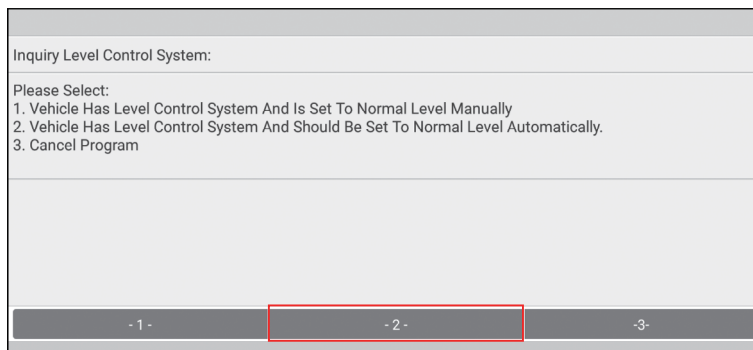 Inquiry Level Control System:
Please Select:
1. Vehicle Has Level Control System And Is Set To Normal Level Manually
2. Vehicle Has Level Control System And Should Be Set To Normal Level Automatically.
3. Cancel Program
- 1 -
- 2 -
-3-